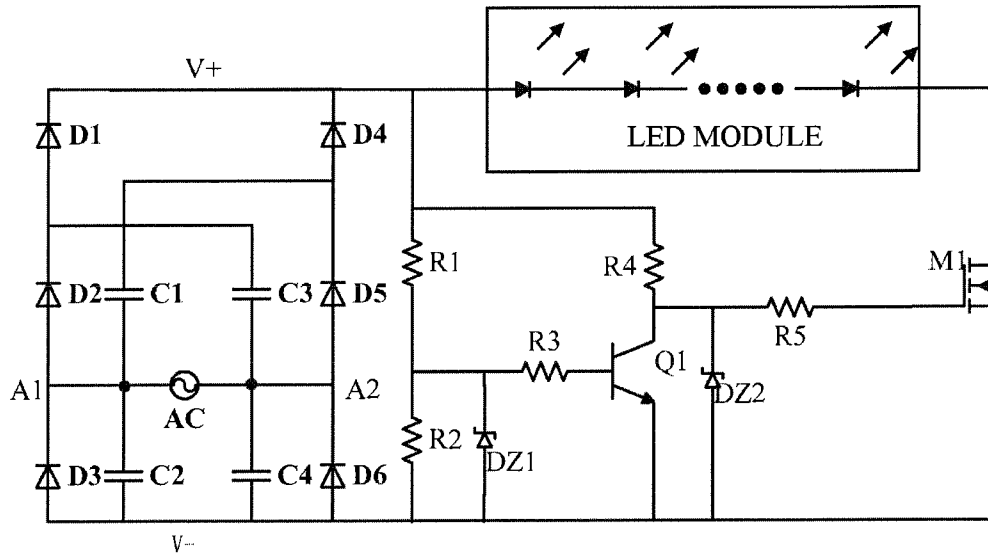 V+
D1
D4
LED MODULE
R1
R4
M1
D2
C1
C3
D5
R5
R3
Q1
A1
AC
A2
DZ2
R2
DZ1
D3
C2
C4
D6
V-